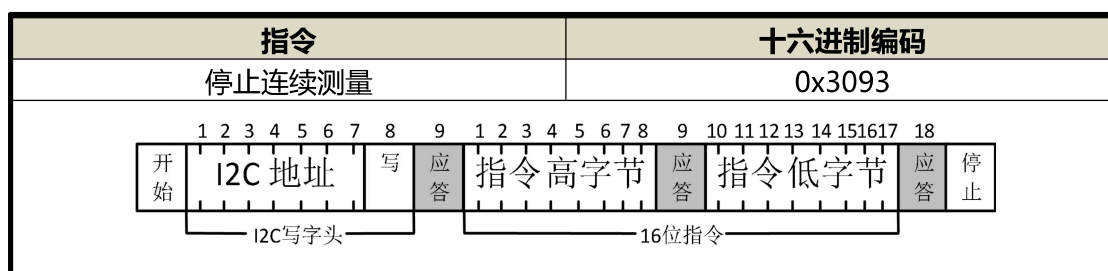 指令 十六进制编码
停止连续测量 0x3093
1 2 3 4 5 6 7 8 9 1 2 3 4 5 6 7 8 9 10 11 12 13 14 15 16 17 18
开始 I2C 地址 写 应答 指令高字节 应答 指令低字节 应答 停止
I2C写字头 16位指令